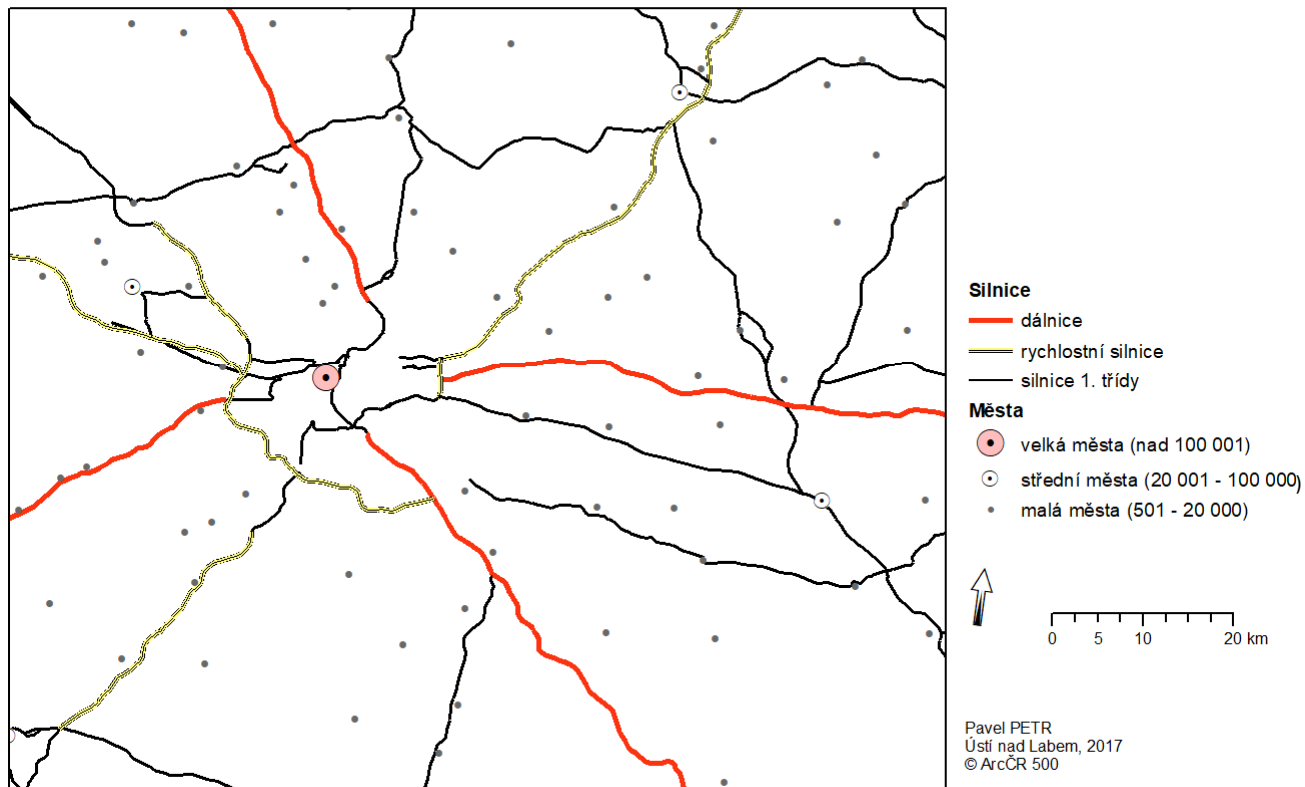 Silnice
dálnice
rychlostní silnice
silnice 1. třídy
Města
velká města (nad 100 001)
střední města (20 001 - 100 000)
malá města (501 - 20 000)
0 5 10 20 km
Pavel PETR
Ústí nad Labem, 2017
© ArcČR 500